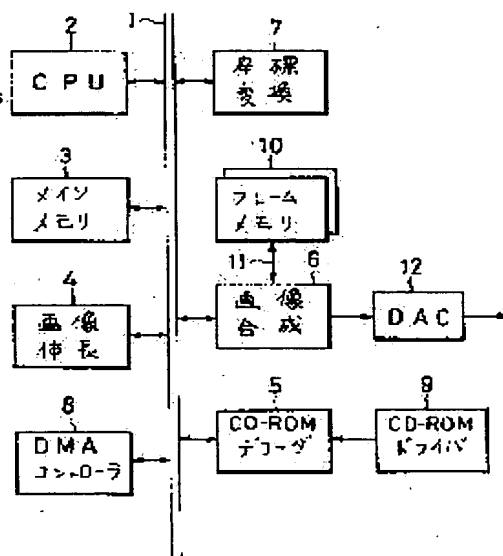 1
2
CPU
7
座標
変換
3
メイン
メモリ
10
フレーム
メモリ
11
6
4
画像
伸長
画像
合成
12
DAC
8
DMA
コントローラ
5
CD-ROM
デコーダ
9
CD-ROM
ドライバ